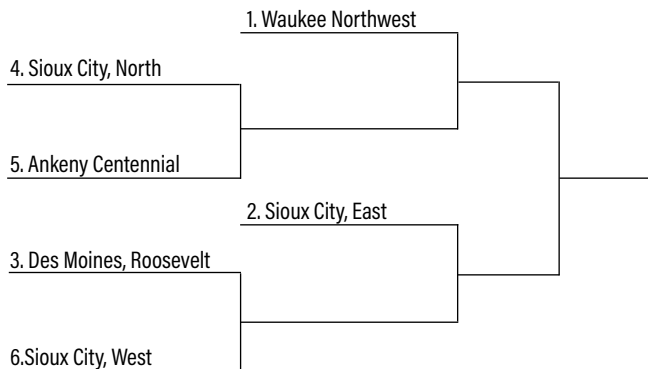 1. Waukee Northwest
4. Sioux City, North
5. Ankeny Centennial
2. Sioux City, East
3. Des Moines, Roosevelt
6.Sioux City, West